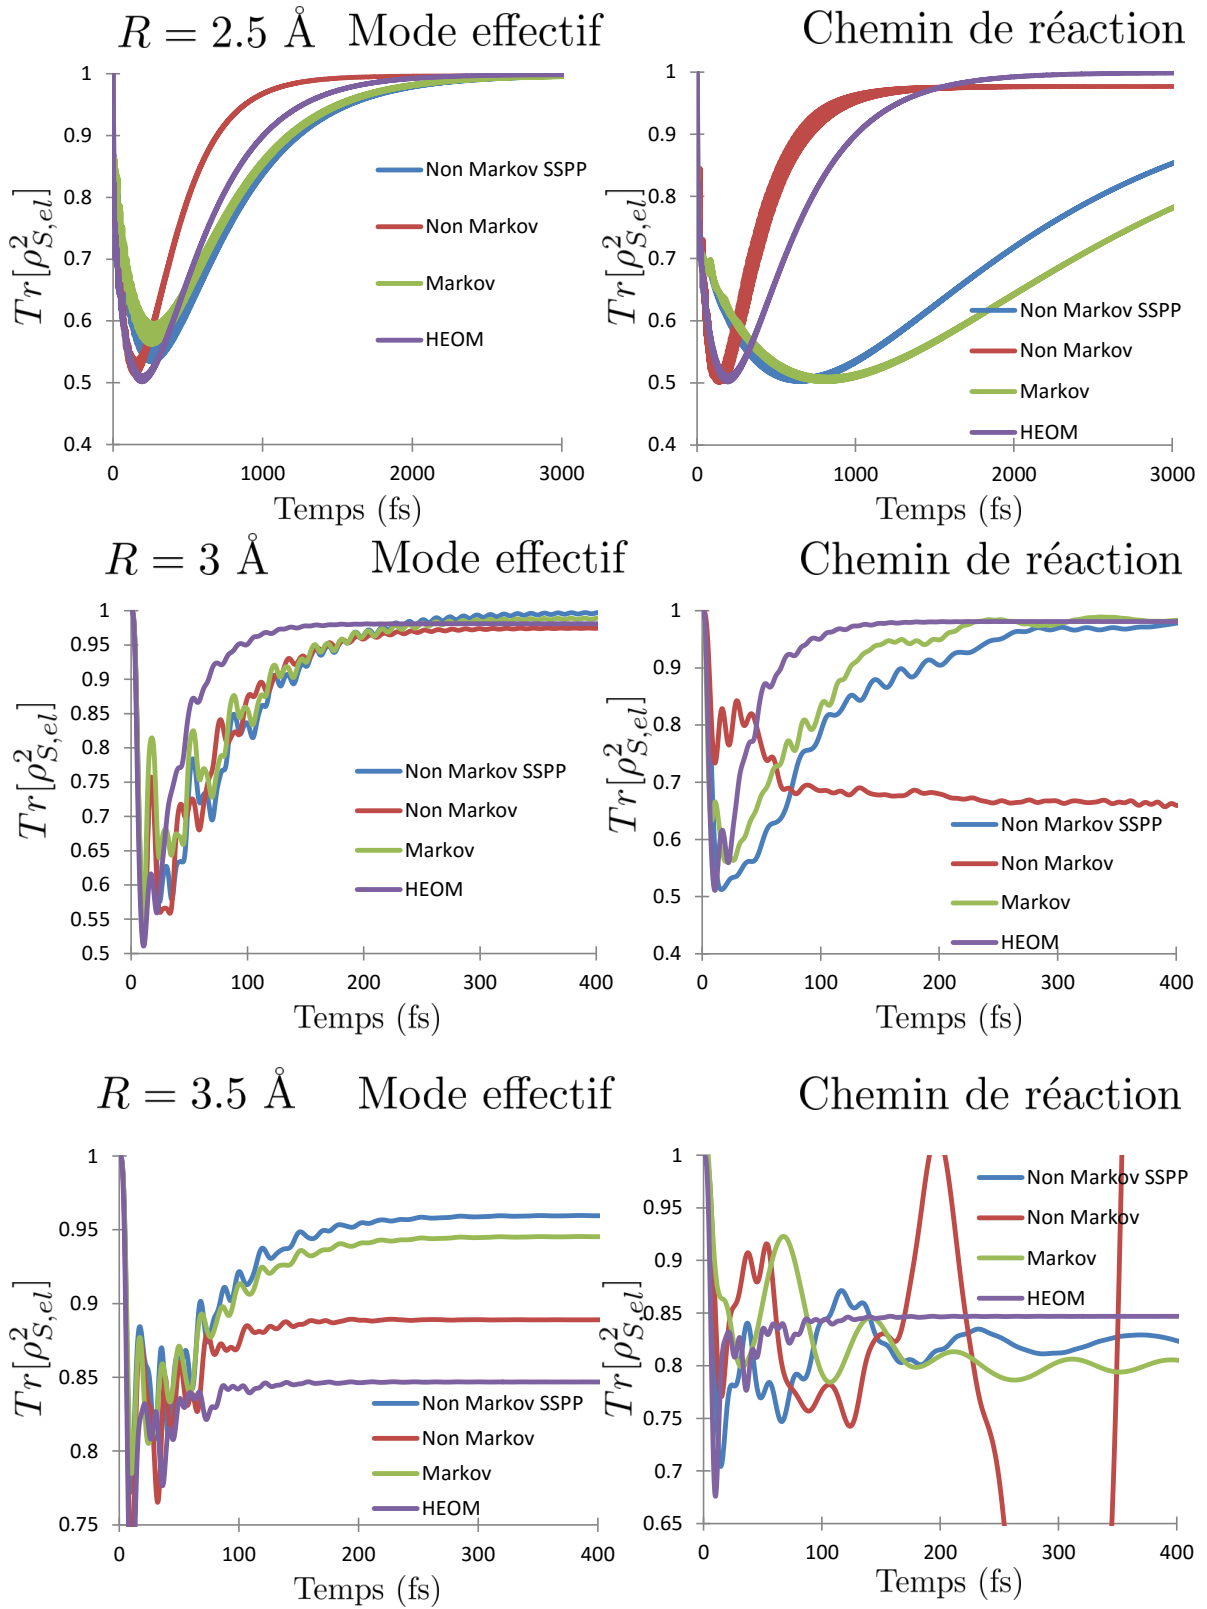 R = 2.5 Å Mode effectif
Chemin de réaction
1
0.9
0.8
0.7
0.6
0.5
0.4
Tr[ρ²S,el]
Non Markov SSPP
Non Markov
Markov
HEOM
0 1000 2000 3000
Temps (fs)
1
0.9
0.8
0.7
0.6
0.5
0.4
Tr[ρ²S,el]
Non Markov SSPP
Non Markov
Markov
HEOM
0 1000 2000 3000
Temps (fs)
R = 3 Å Mode effectif
Chemin de réaction
1
0.95
0.9
0.85
0.8
0.75
0.7
0.65
0.6
0.55
0.5
Tr[ρ²S,el]
Non Markov SSPP
Non Markov
Markov
HEOM
0 100 200 300 400
Temps (fs)
1
0.9
0.8
0.7
0.6
0.5
0.4
Tr[ρ²S,el]
Non Markov SSPP
Non Markov
Markov
HEOM
0 100 200 300 400
Temps (fs)
R = 3.5 Å Mode effectif
Chemin de réaction
1
0.95
0.9
0.85
0.8
0.75
Tr[ρ²S,el]
Non Markov SSPP
Non Markov
Markov
HEOM
0 100 200 300 400
Temps (fs)
1
0.95
0.9
0.85
0.8
0.75
0.7
0.65
Tr[ρ²S,el]
Non Markov SSPP
Non Markov
Markov
HEOM
0 100 200 300 400
Temps (fs)